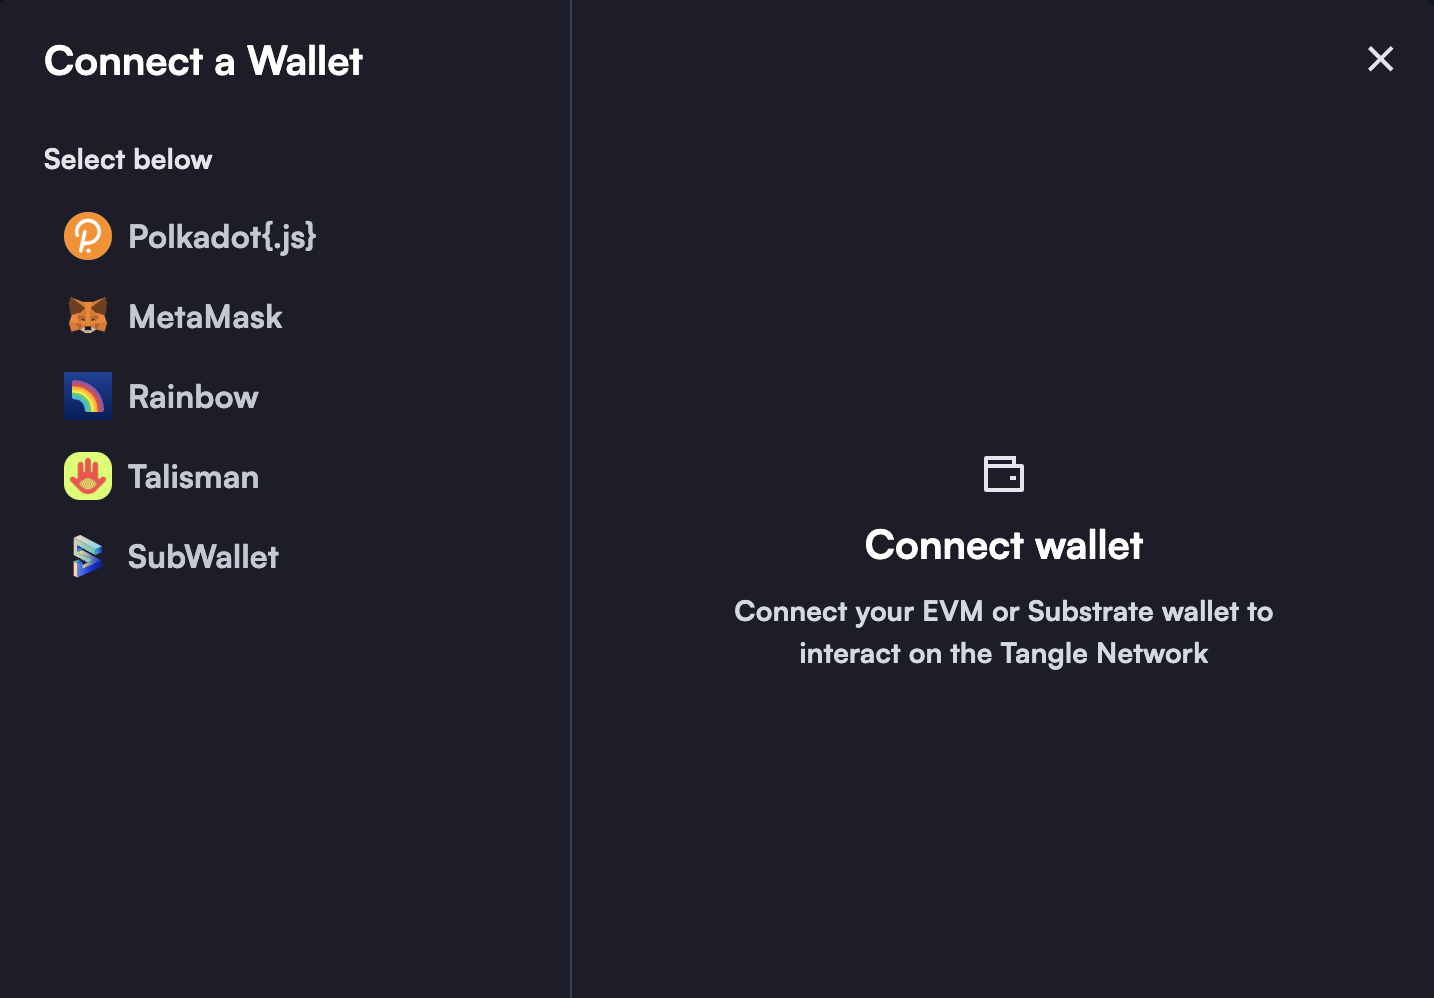 Connect a Wallet
Select below
Polkadot{.js}
MetaMask
Rainbow
Talisman
SubWallet
Connect wallet
Connect your EVM or Substrate wallet to
interact on the Tangle Network